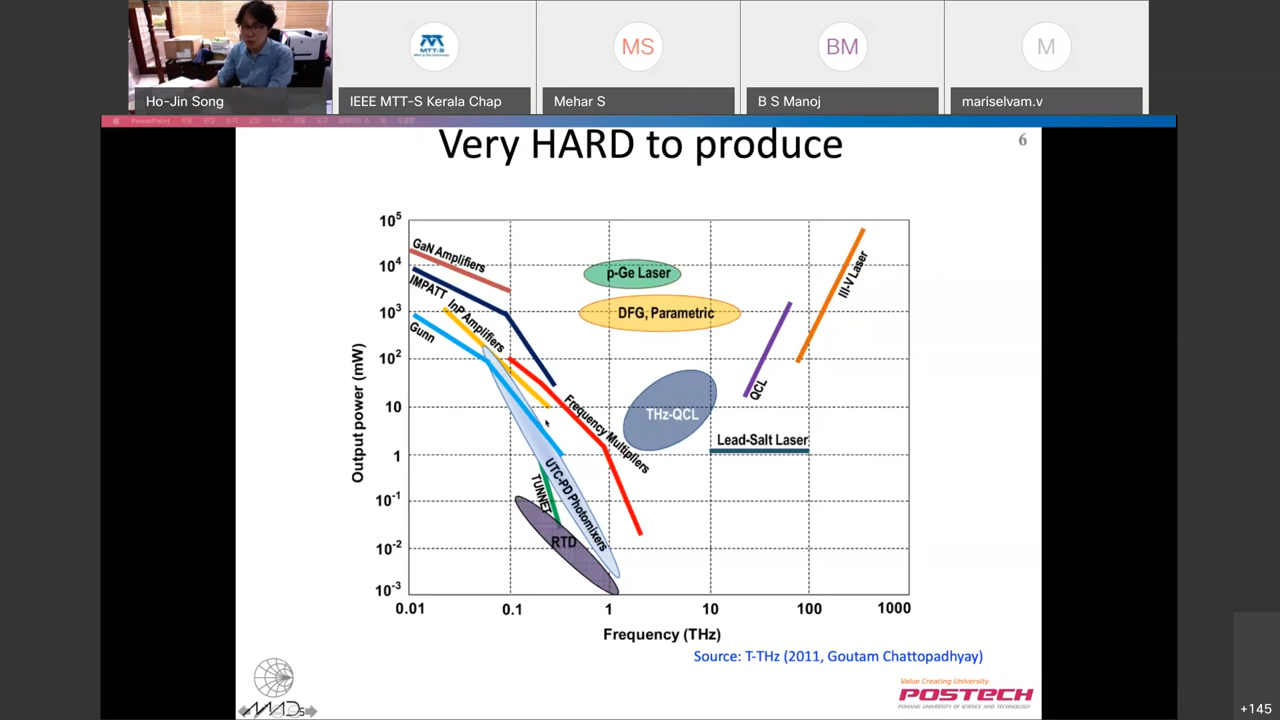 MTT-S
MS
BM
M
Ho-Jin Song
IEEE MTT-S Kerala Chap
Mehar S
B S Manoj
mariselvam.v
PowerPoint
Very HARD to produce
6
Output power (mW)
10^5
10^4
10^3
10^2
10
1
10^-1
10^-2
10^-3
GaN Amplifiers
IMPATT
InP Amplifiers
Gunn
p-Ge Laser
DFG, Parametric
III-V Laser
QCL
THz-QCL
Frequency Multipliers
Lead-Salt Laser
TUNNET
UTC-PD Photomixers
RTD
0.01
0.1
1
10
100
1000
Frequency (THz)
Source: T-THz (2011, Goutam Chattopadhyay)
Value Creating University
POSTECH
POHANG UNIVERSITY OF SCIENCE AND TECHNOLOGY
+145